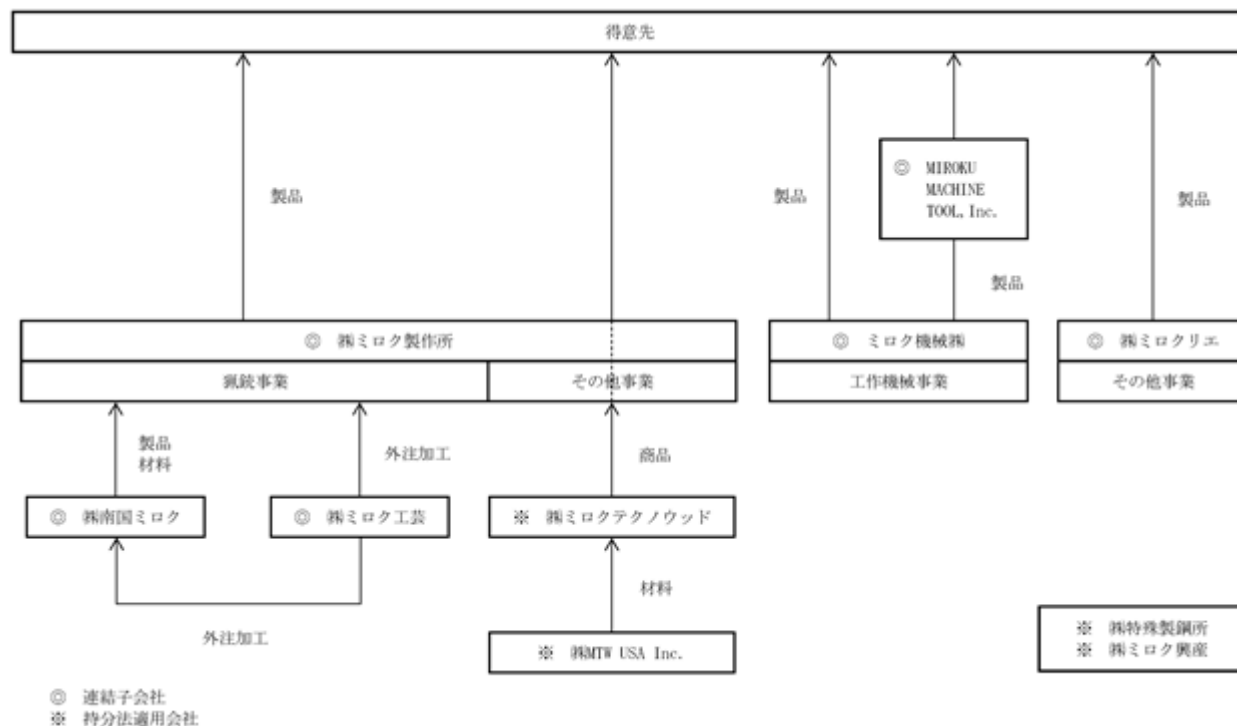 得意先
製品
製品
◎ MIROKU
MACHINE
TOOL,Inc.
製品
製品
◎ ㈱ミロク製作所
猟銃事業
その他事業
◎ ミロク機械㈱
工作機械事業
◎ ㈱ミロクリエ
その他事業
製品
材料
外注加工
商品
◎ ㈱南国ミロク
◎ ㈱ミロク工芸
※ ㈱ミロクテクノウッド
外注加工
材料
※ ㈱MTW USA Inc.
※ ㈱特殊製鋼所
※ ㈱ミロク興産
◎ 連結子会社
※ 持分法適用会社